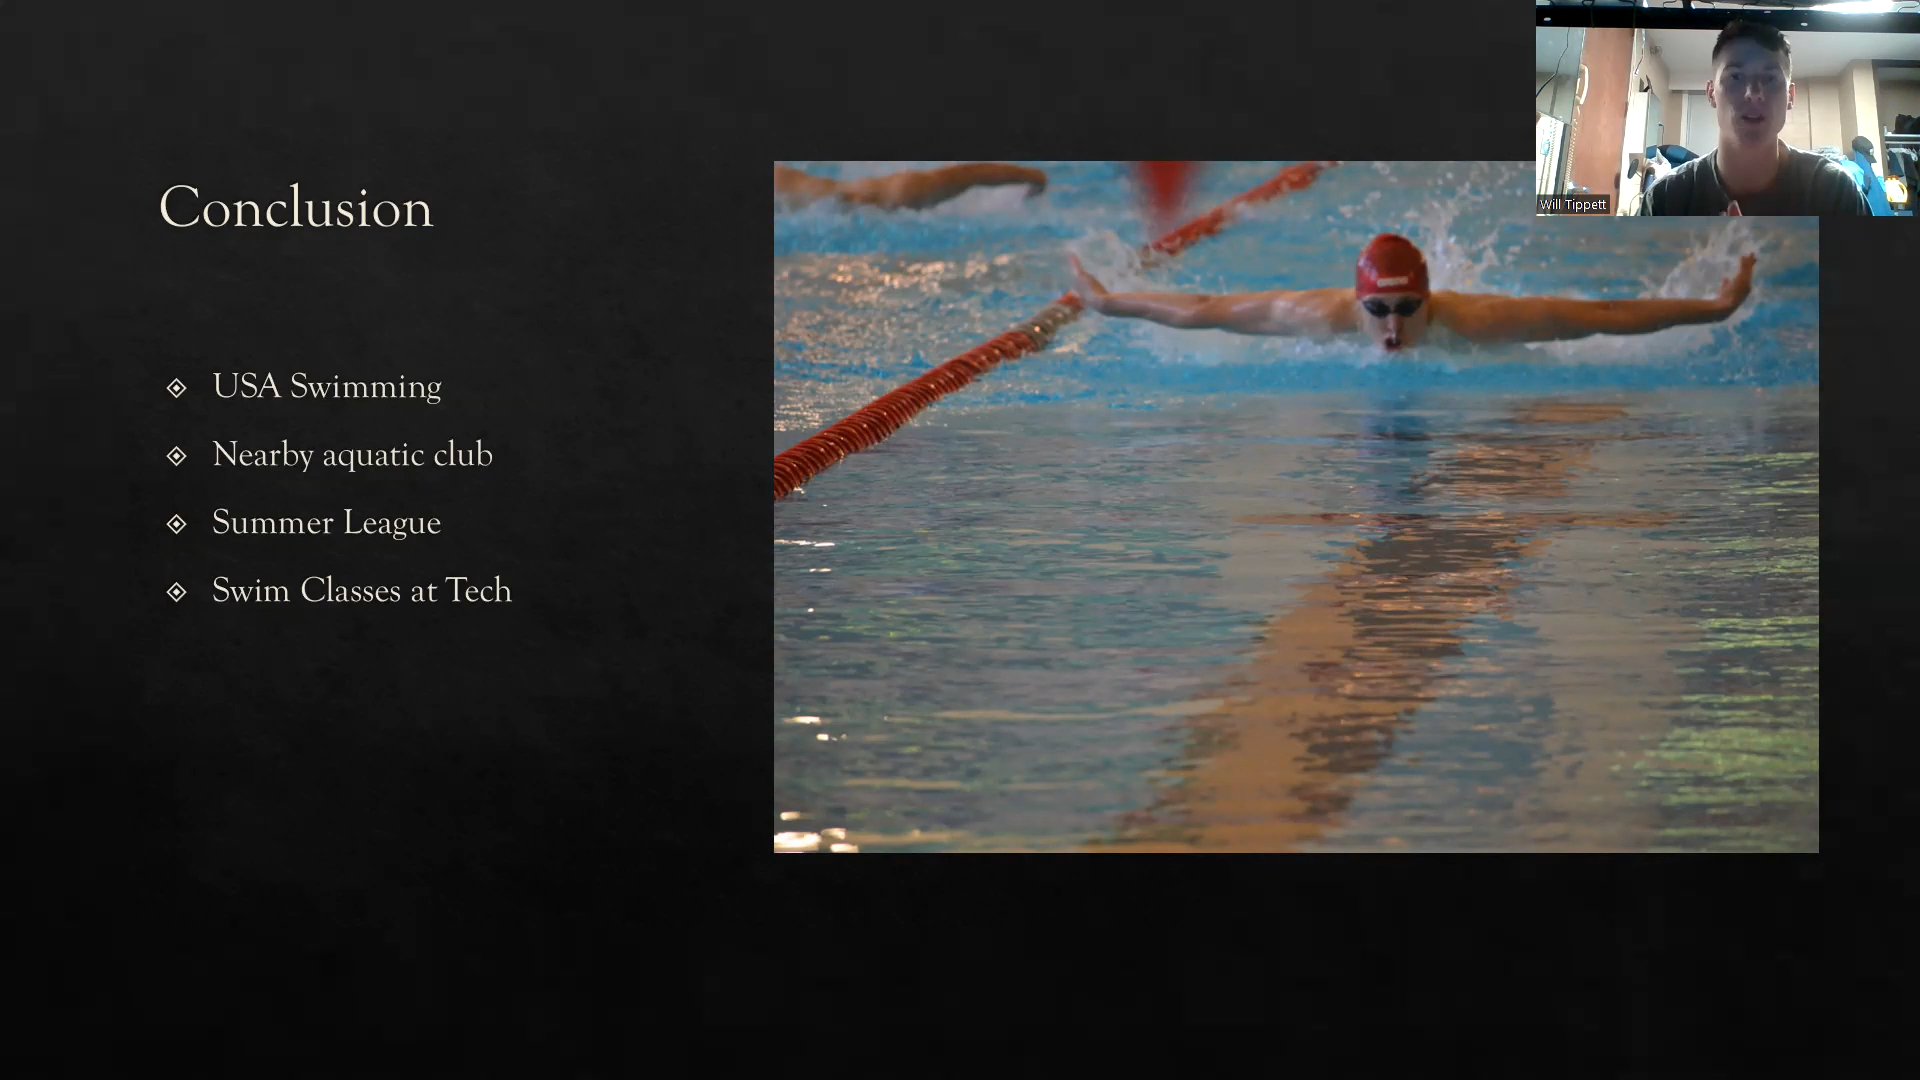 Conclusion
USA Swimming
Nearby aquatic club
Summer League
Swim Classes at Tech
Will Tippett